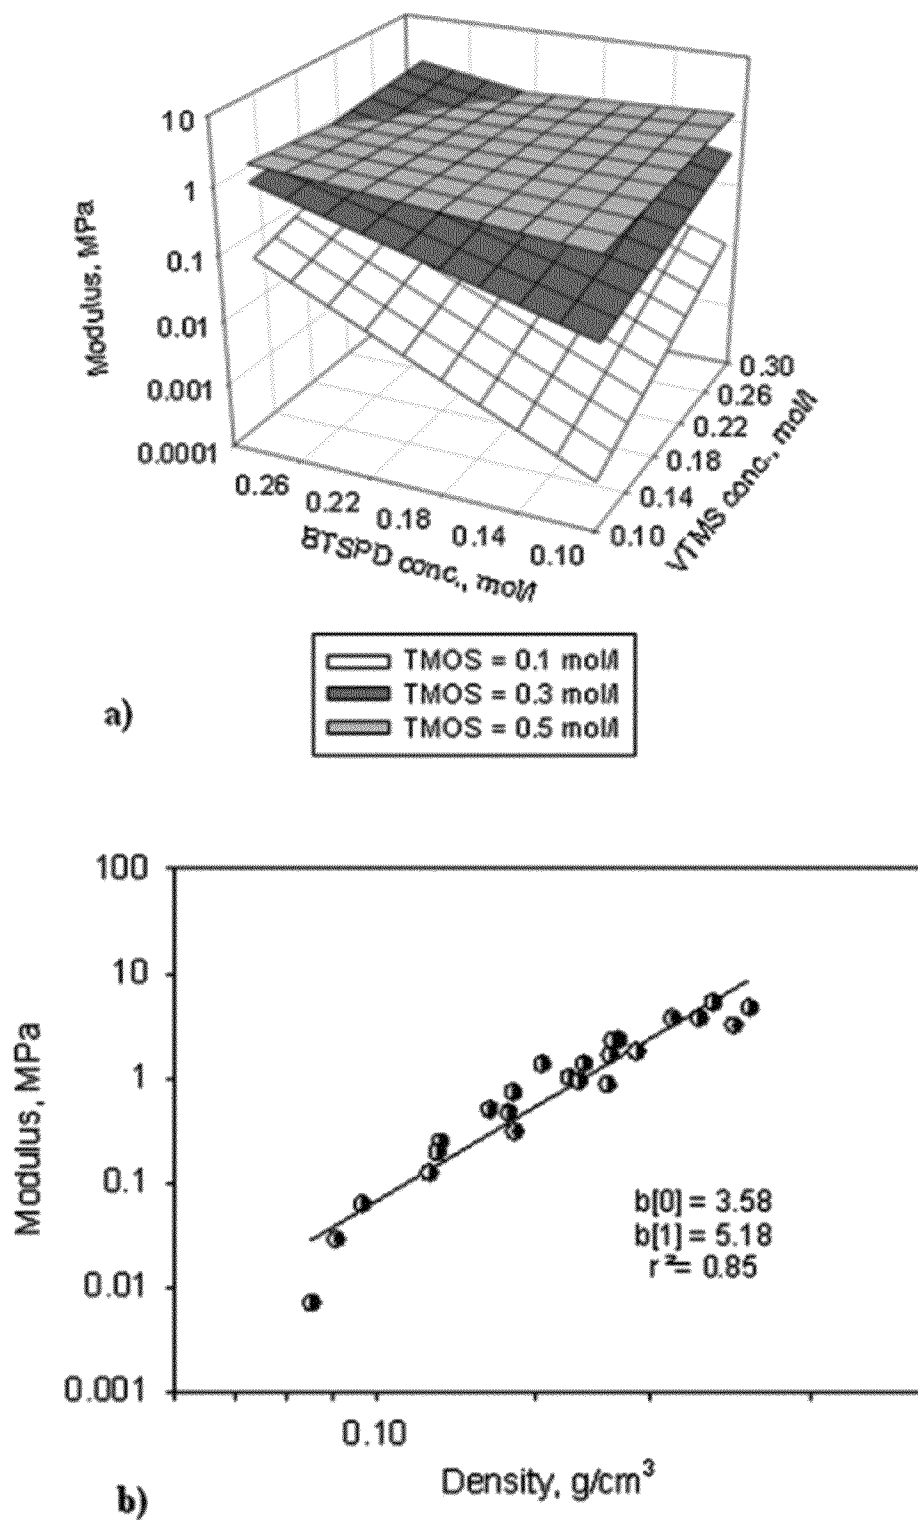 10
1
0.1
0.01
0.001
0.0001
Modulus, MPa
0.26
0.22
0.18
0.14
0.10
BTSPD conc., mol/l
0.30
0.26
0.22
0.18
0.14
0.10
VTMS conc., mol/l
TMOS = 0.1 mol/l
TMOS = 0.3 mol/l
TMOS = 0.5 mol/l
a)
100
10
1
0.1
0.01
0.001
Modulus, MPa
b[0] = 3.58
b[1] = 5.18
r ²= 0.85
0.10
Density, g/cm³
b)